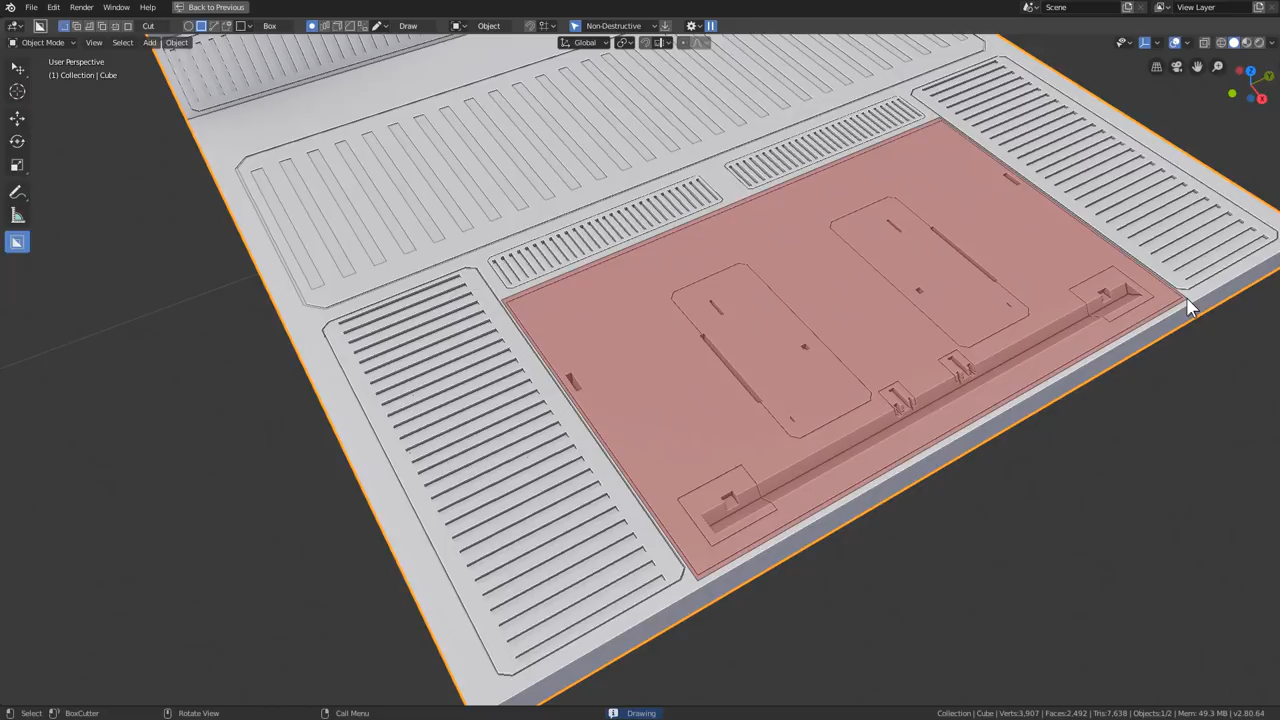 File Edit Render Window Help Back to Previous Scene View Layer
Cut Box Draw Object Non-Destructive
Object Mode View Select Add Object Global
User Perspective
(1) Collection | Cube
Z
Y
X
Select BoxCutter Rotate View Call Menu Drawing Collection | Cube | Verts:3,907 | Faces:2,492 | Tris:7,638 | Objects:1/2 | Mem: 49.3 MB | v2.80.64